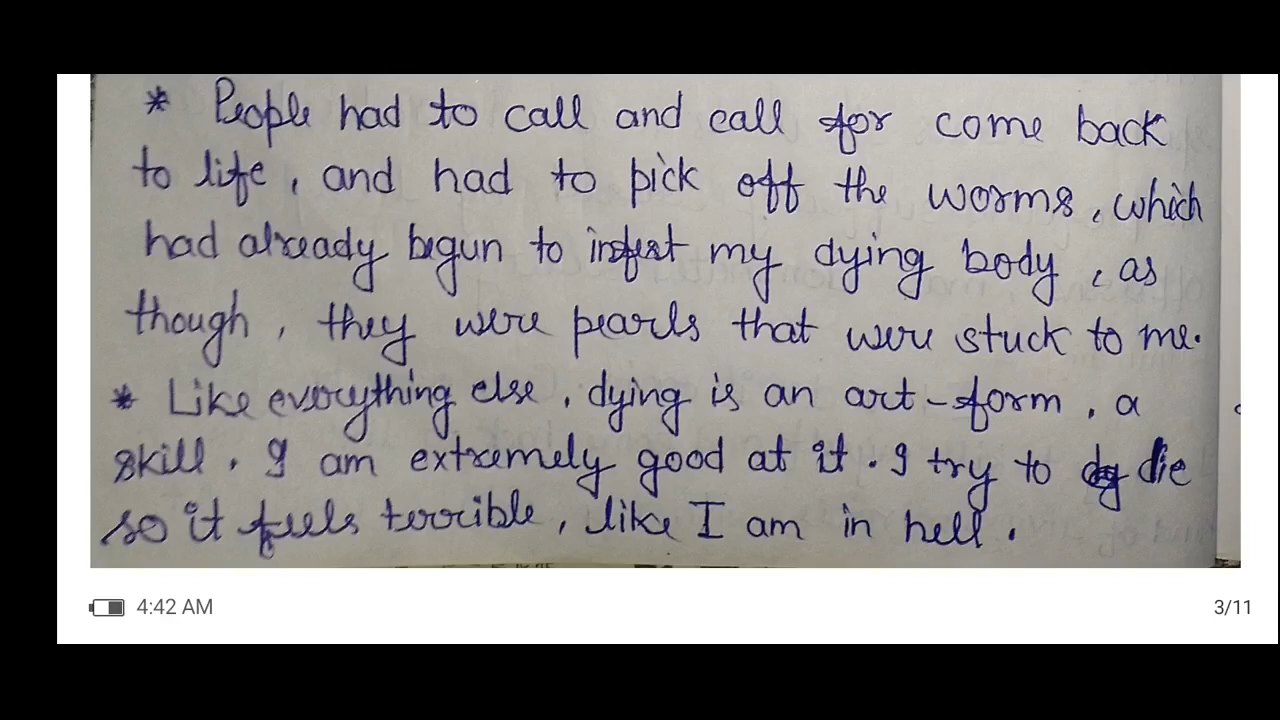 * People had to call and call for come back
to life, and had to pick off the worms, which
had already begun to infest my dying body, as
though, they were pearls that were stuck to me.
* Like everything else, dying is an art-form, a
skill. I am extremely good at it. I try to die
so it feels terrible, like I am in hell.
4:42 AM
3/11